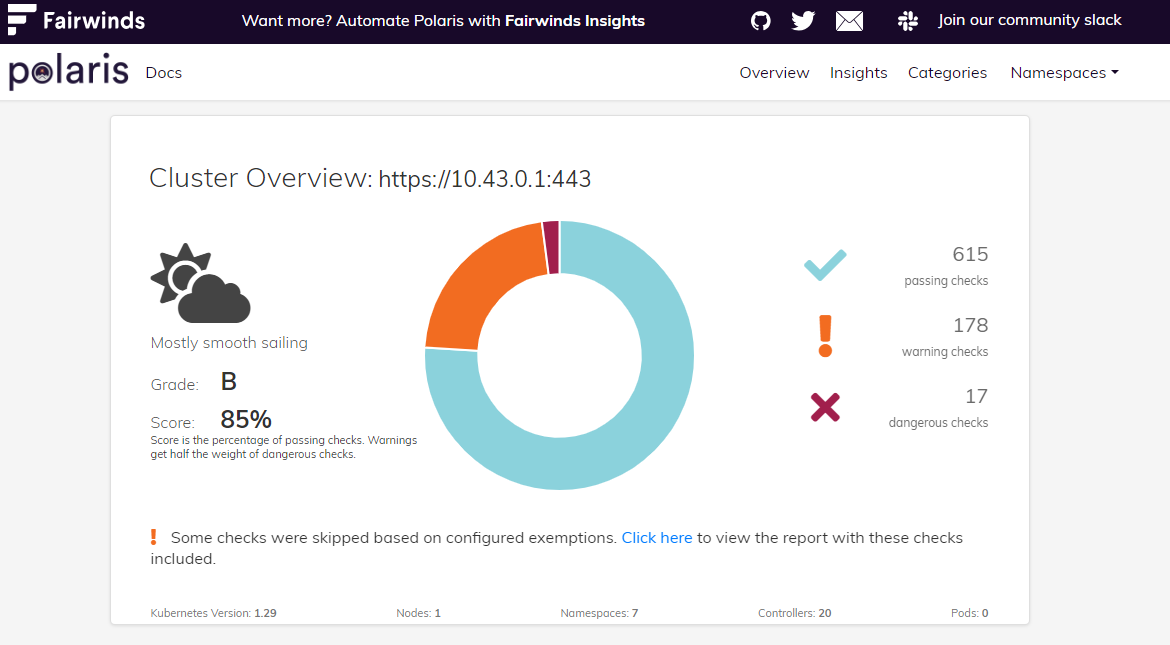 Fairwinds
Want more? Automate Polaris with Fairwinds Insights
Join our community slack
polaris
Docs
Overview
Insights
Categories
Namespaces
Cluster Overview: https://10.43.0.1:443
Mostly smooth sailing
Grade: B
Score: 85%
Score is the percentage of passing checks. Warnings
get half the weight of dangerous checks.
615
passing checks
178
warning checks
17
dangerous checks
Some checks were skipped based on configured exemptions. Click here to view the report with these checks
included.
Kubernetes Version: 1.29
Nodes: 1
Namespaces: 7
Controllers: 20
Pods: 0